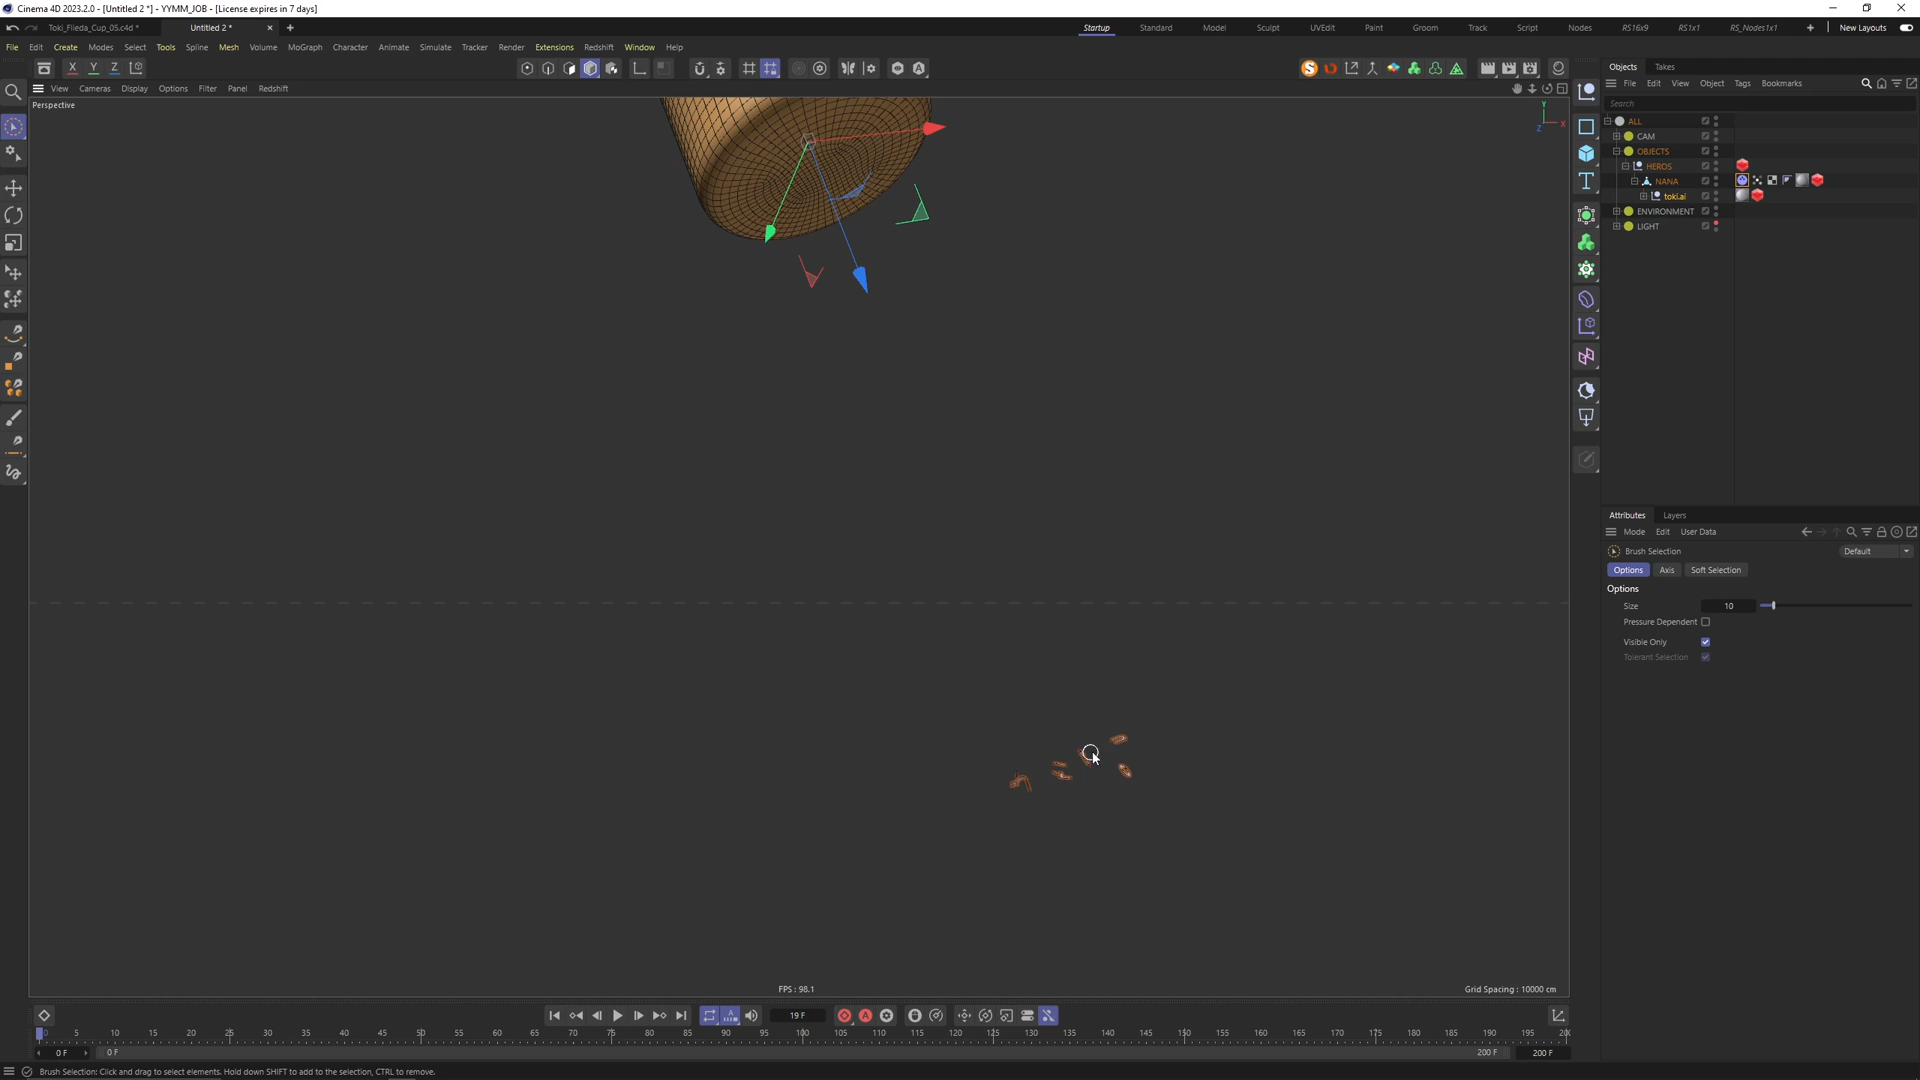 Cinema 4D 2023.2.0 - [Untitled 2 *] - YYMM_JOB - [License expires in 7 days]
Toki_Flieda_Cup_05.c4d *
Untitled 2 *
Startup
Standard
Model
Sculpt
UVEdit
Paint
Groom
Track
Script
Nodes
RS16x9
RS1x1
RS_Nodes1x1
New Layouts
File Edit Create Modes Select Tools Spline Mesh Volume MoGraph Character Animate Simulate Tracker Render Extensions Redshift Window Help
X Y Z
View Cameras Display Options Filter Panel Redshift
Perspective
Y
X
Z
Objects Takes
File Edit View Object Tags Bookmarks
Search
ALL
CAM
OBJECTS
HEROS
NANA
toki.ai
ENVIRONMENT
LIGHT
Attributes Layers
Mode Edit User Data
Brush Selection
Default
Options Axis Soft Selection
Options
Size 10
Pressure Dependent
Visible Only
Tolerant Selection
FPS : 98.1
Grid Spacing : 10000 cm
19 F
0 5 10 15 20 25 30 35 40 45 50 55 60 65 70 75 80 85 90 95 100 105 110 115 120 125 130 135 140 145 150 155 160 165 170 175 180 185 190 195 200
0 F
0 F
200 F
200 F
Brush Selection: Click and drag to select elements. Hold down SHIFT to add to the selection, CTRL to remove.